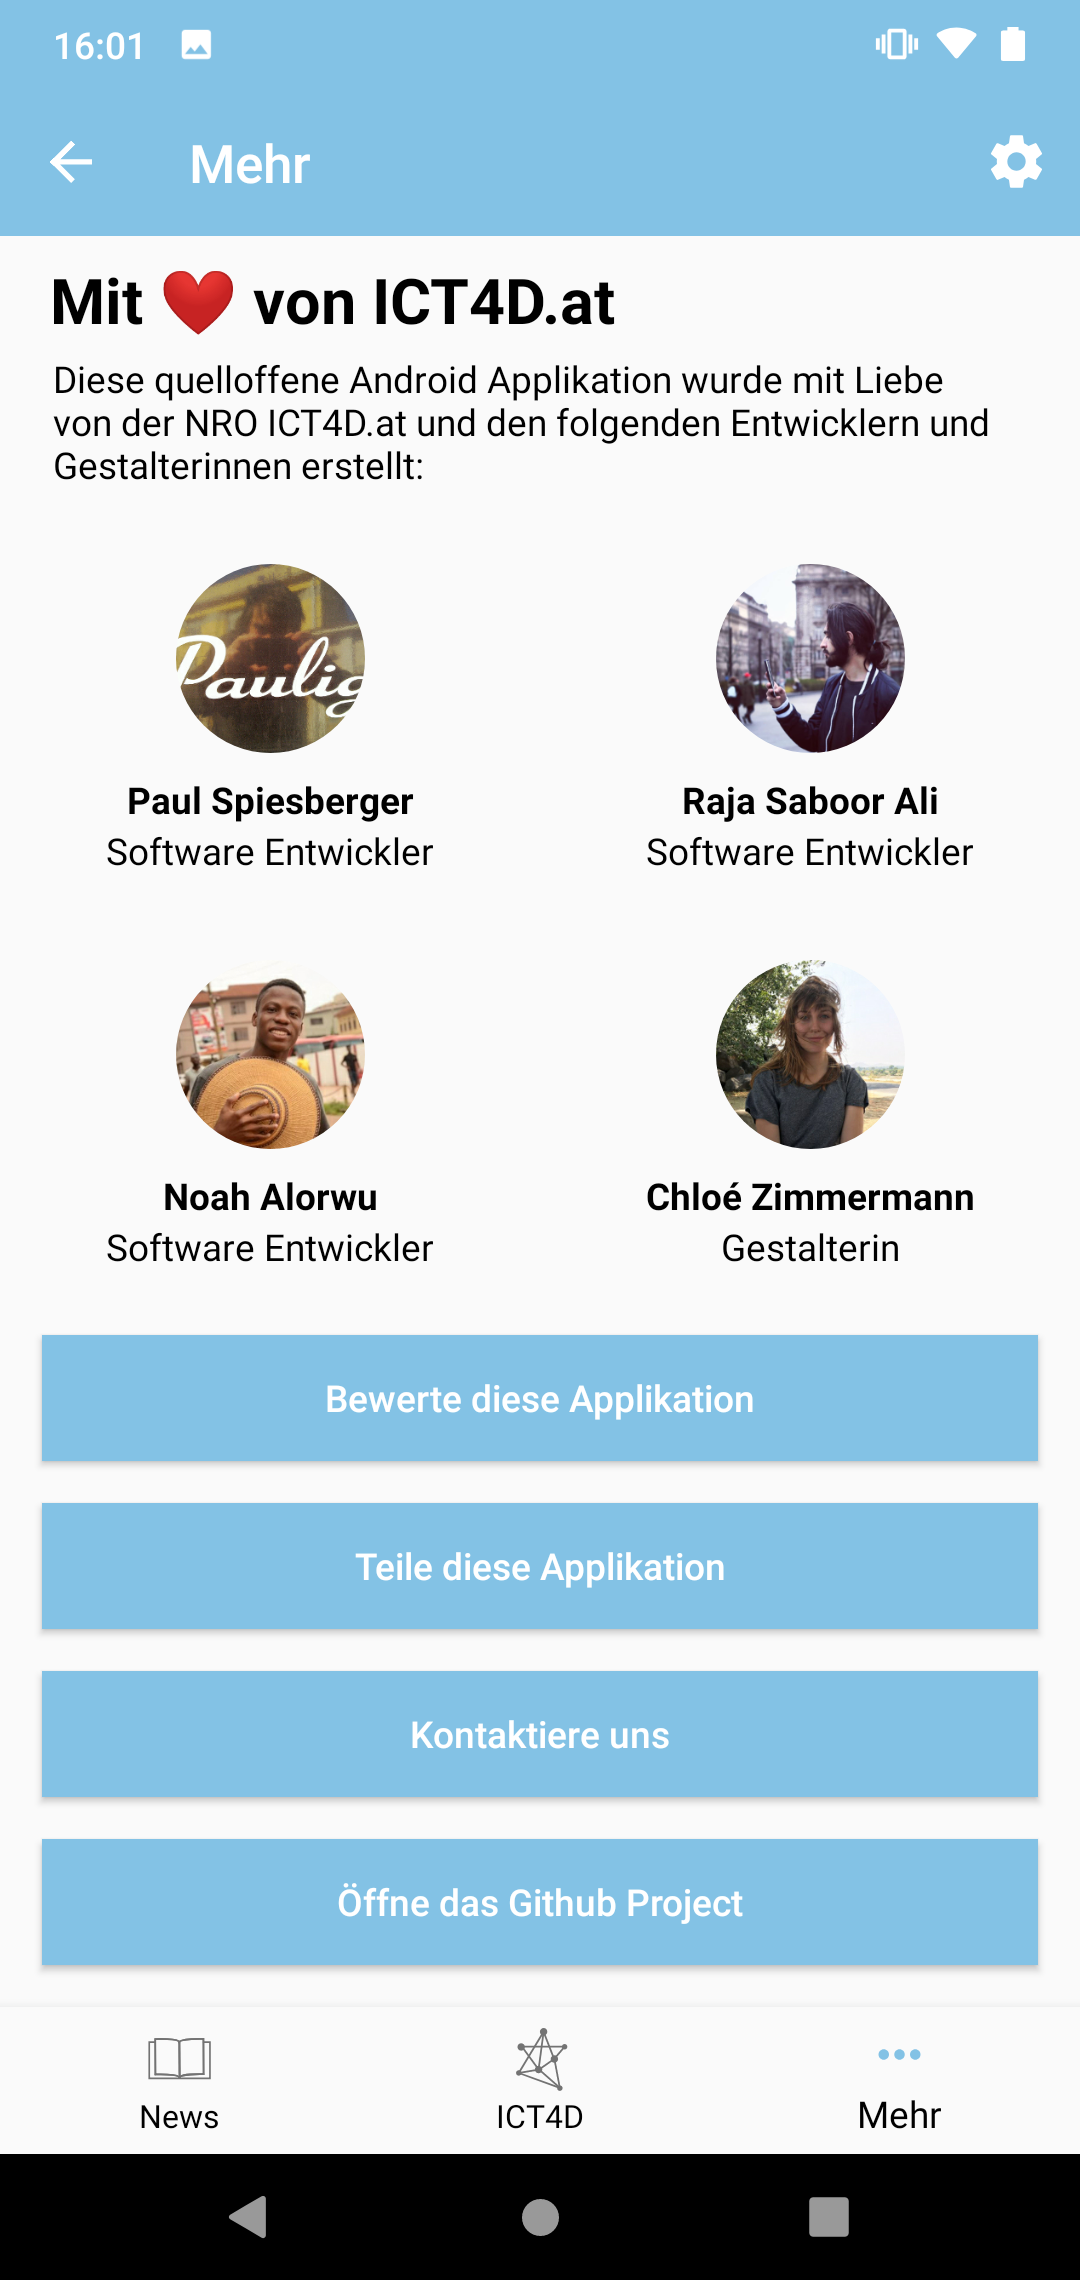 16:01
Mehr
Mit ❤️ von ICT4D.at
Diese quelloffene Android Applikation wurde mit Liebe
von der NRO ICT4D.at und den folgenden Entwicklern und
Gestalterinnen erstellt:
Paulig
Paul Spiesberger
Software Entwickler
Raja Saboor Ali
Software Entwickler
Noah Alorwu
Software Entwickler
Chloé Zimmermann
Gestalterin
Bewerte diese Applikation
Teile diese Applikation
Kontaktiere uns
Öffne das Github Project
News
ICT4D
Mehr